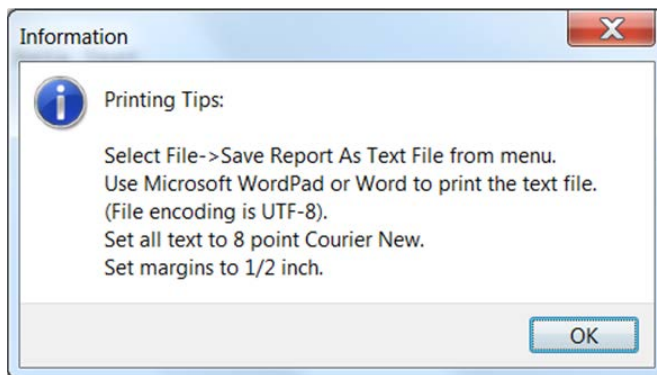 Information
Printing Tips:
Select File->Save Report As Text File from menu.
Use Microsoft WordPad or Word to print the text file.
(File encoding is UTF-8).
Set all text to 8 point Courier New.
Set margins to 1/2 inch.
OK